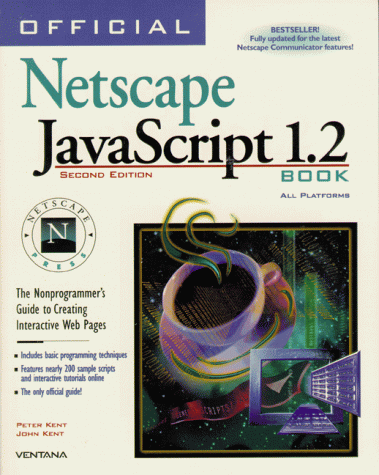 OFFICIAL
BESTSELLER!
Fully updated for the latest
Netscape Communicator features!
Netscape
JavaScript 1.2
SECOND EDITION
BOOK
ALL PLATFORMS
NETSCAPE
N
PRESS
The Nonprogrammer's
Guide to Creating
Interactive Web Pages
■ Includes basic programming techniques
■ Features nearly 200 sample scripts
and interactive tutorials online
■ The only official guide!
PETER KENT
JOHN KENT
VENTANA